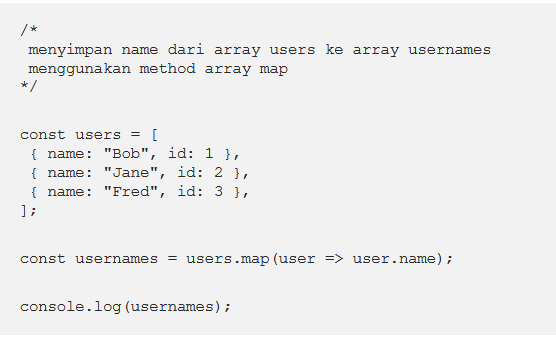 /*
menyimpan name dari array users ke array usernames
menggunakan method array map
*/
const users = [
{ name: "Bob", id: 1 },
{ name: "Jane", id: 2 },
{ name: "Fred", id: 3 },
];
const usernames = users.map(user => user.name);
console.log(usernames);